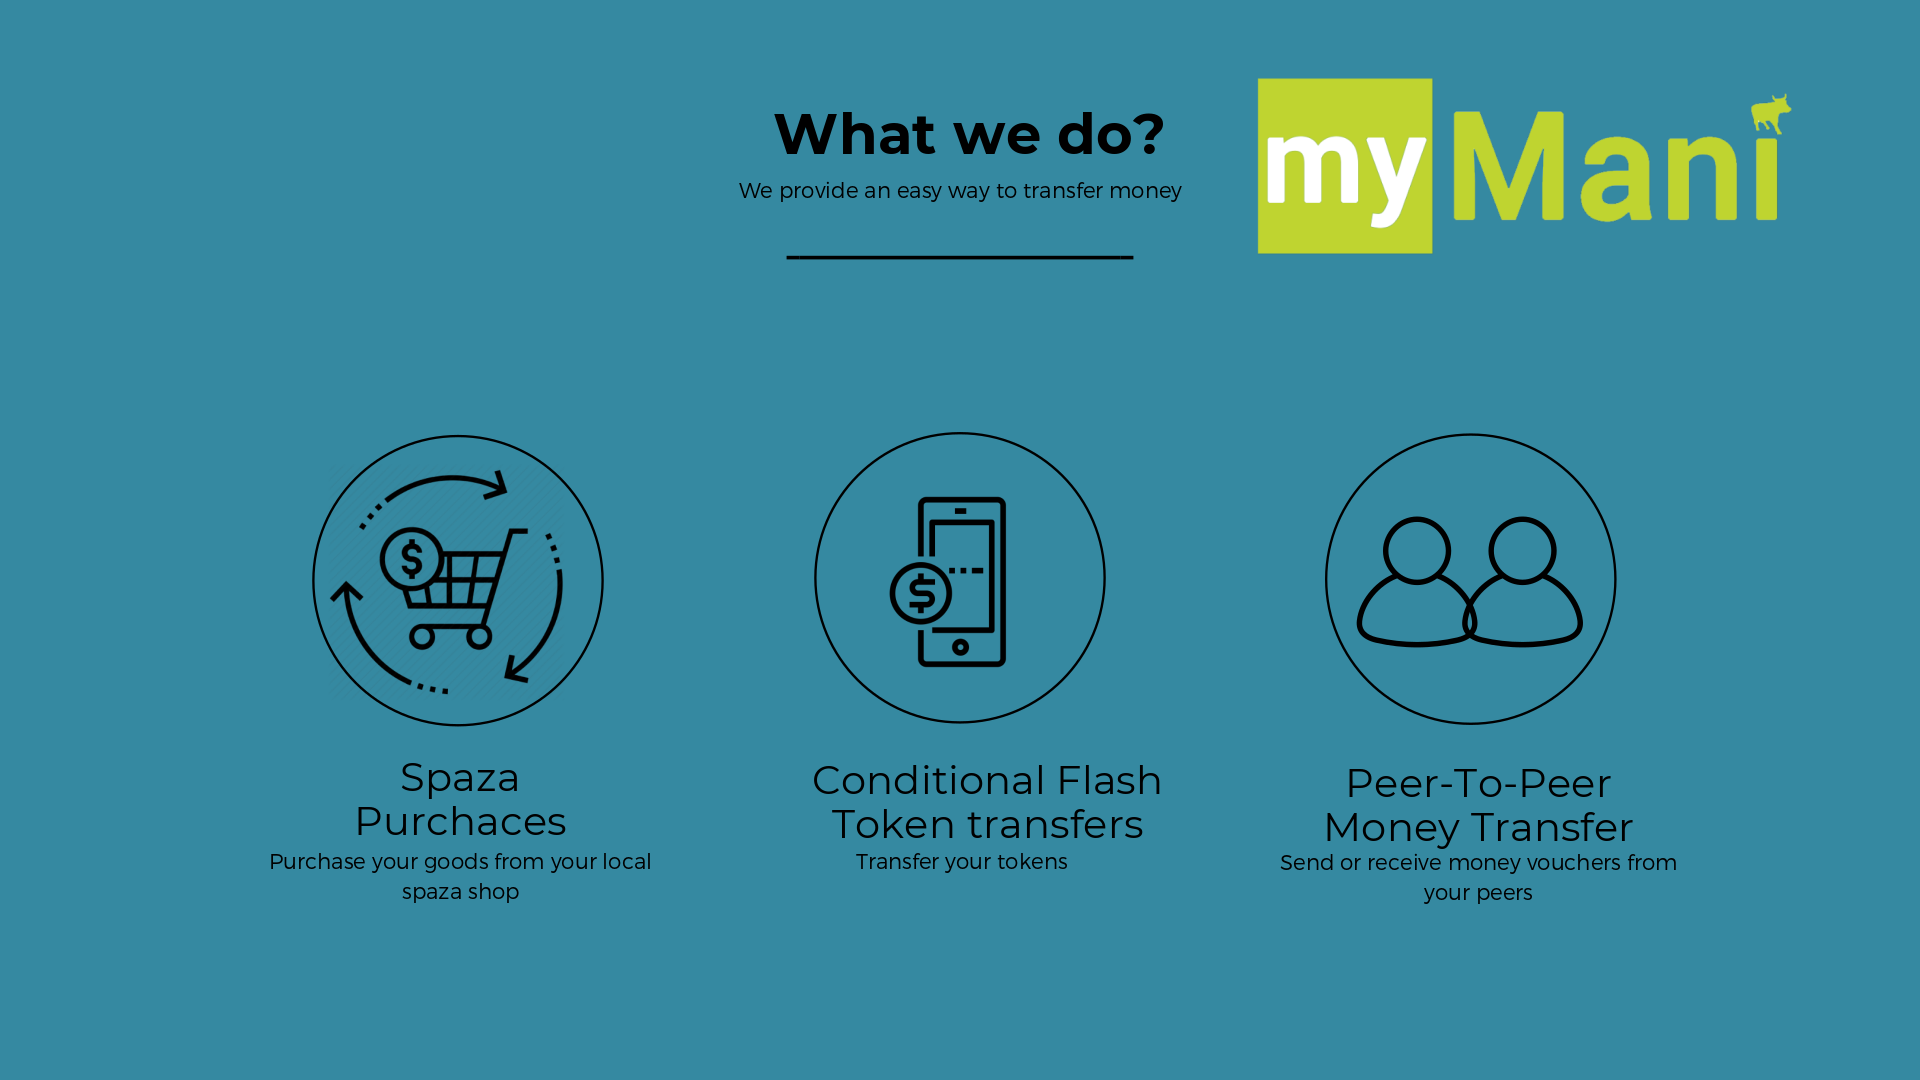 What we do?
We provide an easy way to transfer money
myMani
$
$
Spaza
Purchaces
Purchase your goods from your local
spaza shop
Conditional Flash
Token transfers
Transfer your tokens
Peer-To-Peer
Money Transfer
Send or receive money vouchers from
your peers